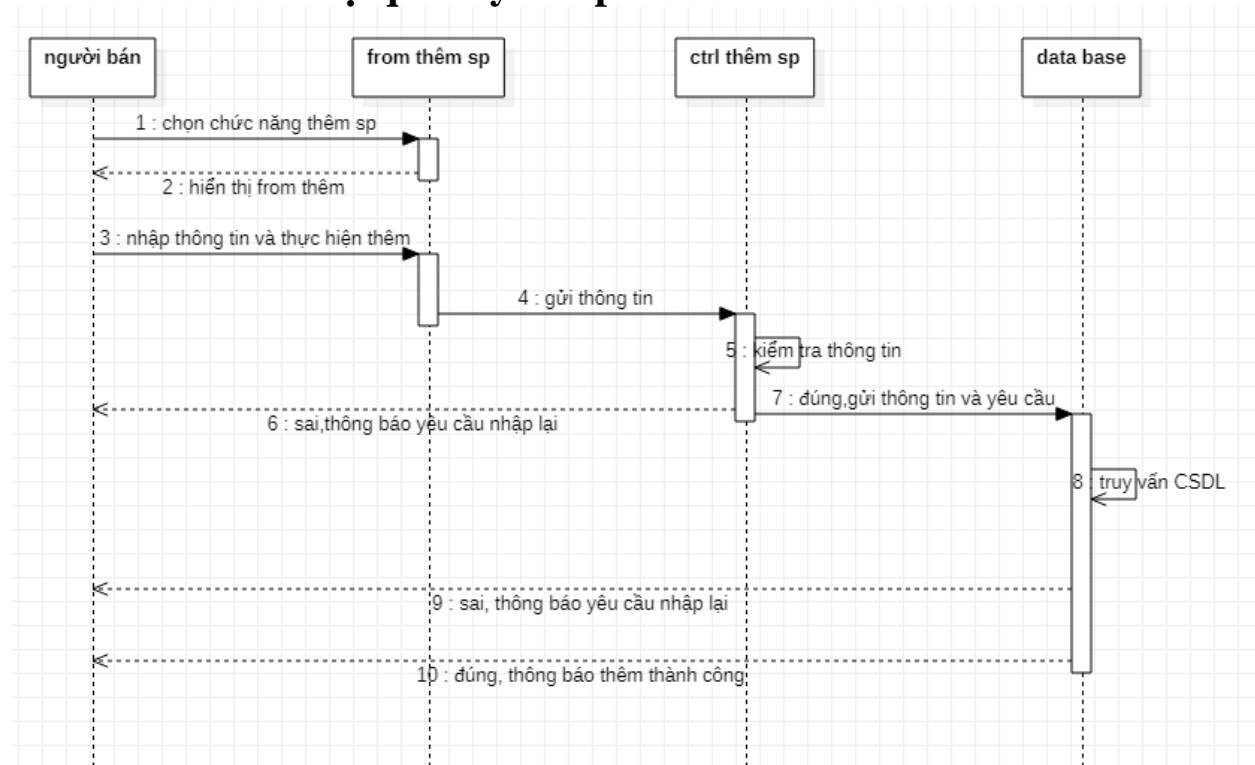 người bán
from thêm sp
ctrl thêm sp
data base
1 : chọn chức năng thêm sp
2 : hiển thị from thêm
3 : nhập thông tin và thực hiện thêm
4 : gửi thông tin
5 : kiểm tra thông tin
7 : đúng,gửi thông tin và yêu cầu
6 : sai,thông báo yêu cầu nhập lại
8 : truy vấn CSDL
9 : sai, thông báo yêu cầu nhập lại
10 : đúng, thông báo thêm thành công